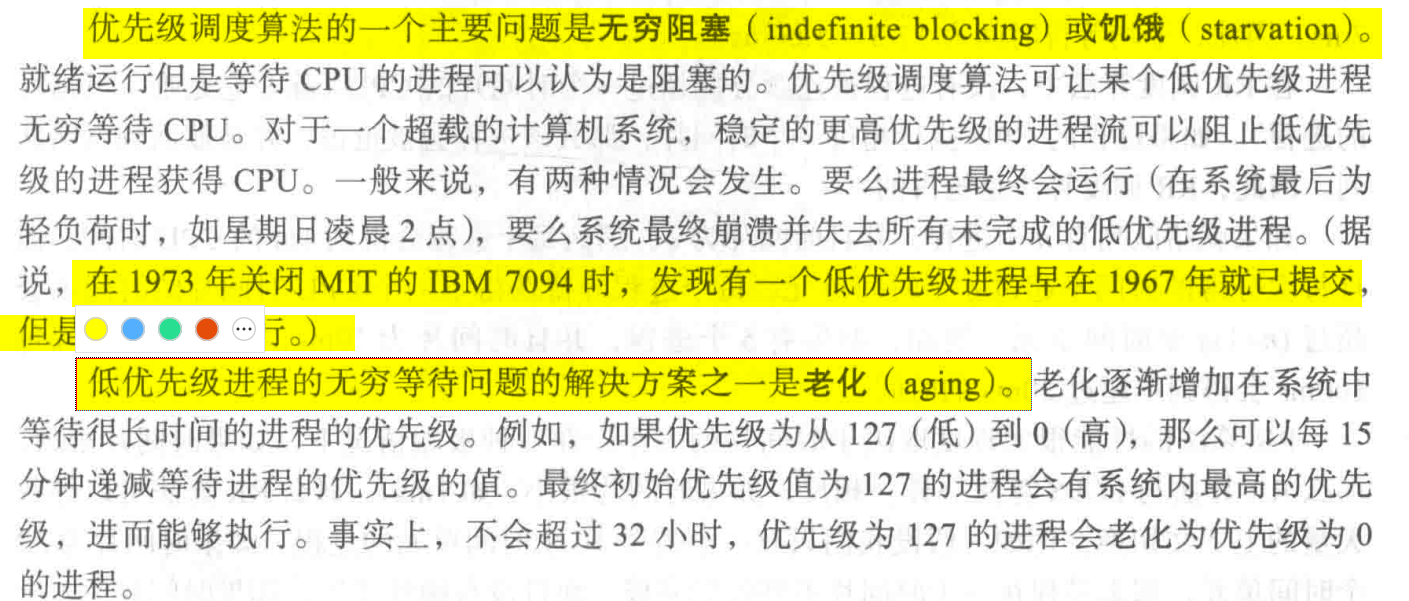 优先级调度算法的一个主要问题是无穷阻塞（indefinite blocking）或饥饿（starvation）。
就绪运行但是等待 CPU 的进程可以认为是阻塞的。优先级调度算法可让某个低优先级进程
无穷等待 CPU。对于一个超载的计算机系统，稳定的更高优先级的进程流可以阻止低优先
级的进程获得 CPU。一般来说，有两种情况会发生。要么进程最终会运行（在系统最后为
轻负荷时，如星期日凌晨 2 点），要么系统最终崩溃并失去所有未完成的低优先级进程。（据
说，在 1973 年关闭 MIT 的 IBM 7094 时，发现有一个低优先级进程早在 1967 年就已提交，
但是行。）
低优先级进程的无穷等待问题的解决方案之一是老化（aging）。老化逐渐增加在系统中
等待很长时间的进程的优先级。例如，如果优先级为从 127（低）到 0（高），那么可以每 15
分钟递减等待进程的优先级的值。最终初始优先级值为 127 的进程会有系统内最高的优先
级，进而能够执行。事实上，不会超过 32 小时，优先级为 127 的进程会老化为优先级为 0
的进程。